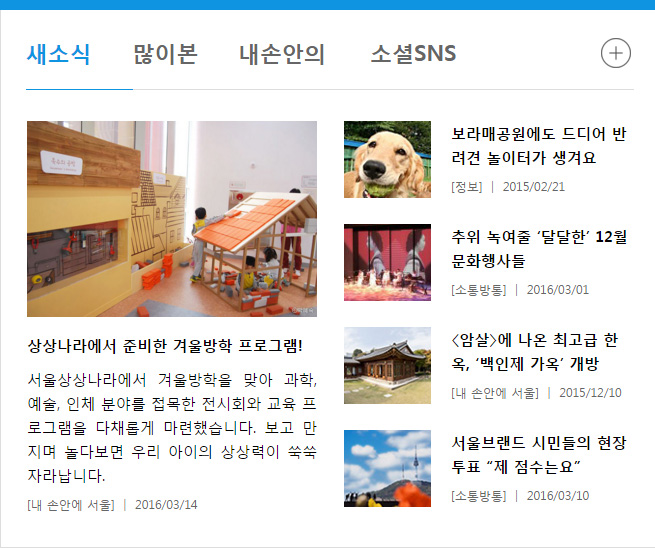 새소식 많이본 내손안의 소셜SNS
상상나라에서 준비한 겨울방학 프로그램!
서울상상나라에서 겨울방학을 맞아 과학,
예술, 인체 분야를 접목한 전시회와 교육 프
로그램을 다채롭게 마련했습니다. 보고 만
지며 놀다보면 우리 아이의 상상력이 쑥쑥
자라납니다.
[내 손안에 서울] | 2016/03/14
보라매공원에도 드디어 반
려견 놀이터가 생겨요
[정보] | 2015/02/21
추위 녹여줄 ‘달달한’ 12월
문화행사들
[소통방통] | 2016/03/01
<암살>에 나온 최고급 한
옥, ‘백인제 가옥’ 개방
[내 손안에 서울] | 2015/12/10
서울브랜드 시민들의 현장
투표 “제 점수는요”
[소통방통] | 2016/03/10